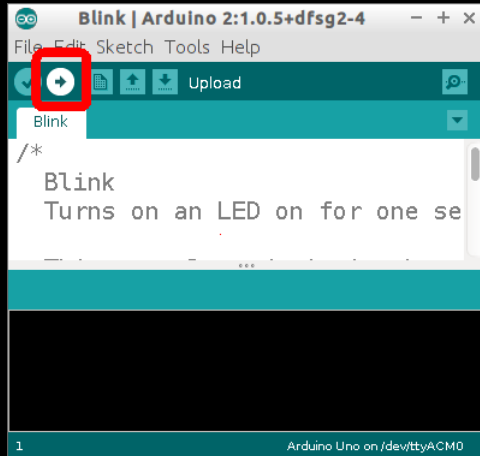 Blink | Arduino 2:1.0.5+dfsg2-4
File Edit Sketch Tools Help
Upload
Blink
/*
Blink
Turns on an LED on for one se
1
Arduino Uno on /dev/ttyACM0